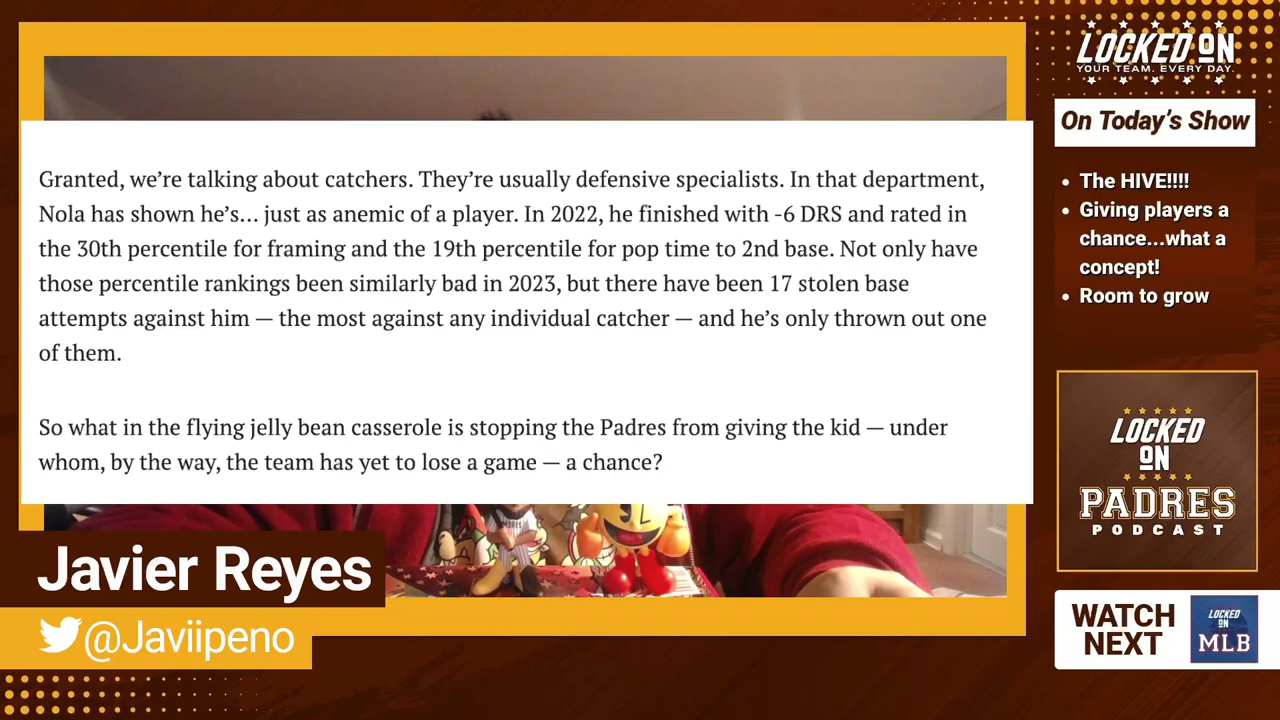 LOCKED ON
YOUR TEAM. EVERY DAY.
On Today's Show
• The HIVE!!!!
• Giving players a
chance...what a
concept!
• Room to grow
Granted, we're talking about catchers. They're usually defensive specialists. In that department,
Nola has shown he's... just as anemic of a player. In 2022, he finished with -6 DRS and rated in
the 30th percentile for framing and the 19th percentile for pop time to 2nd base. Not only have
those percentile rankings been similarly bad in 2023, but there have been 17 stolen base
attempts against him — the most against any individual catcher — and he's only thrown out one
of them.
So what in the flying jelly bean casserole is stopping the Padres from giving the kid — under
whom, by the way, the team has yet to lose a game — a chance?
LOCKED
ON
PADRES
PODCAST
Javier Reyes
@Javiipeno
WATCH
NEXT
LOCKED
ON
MLB